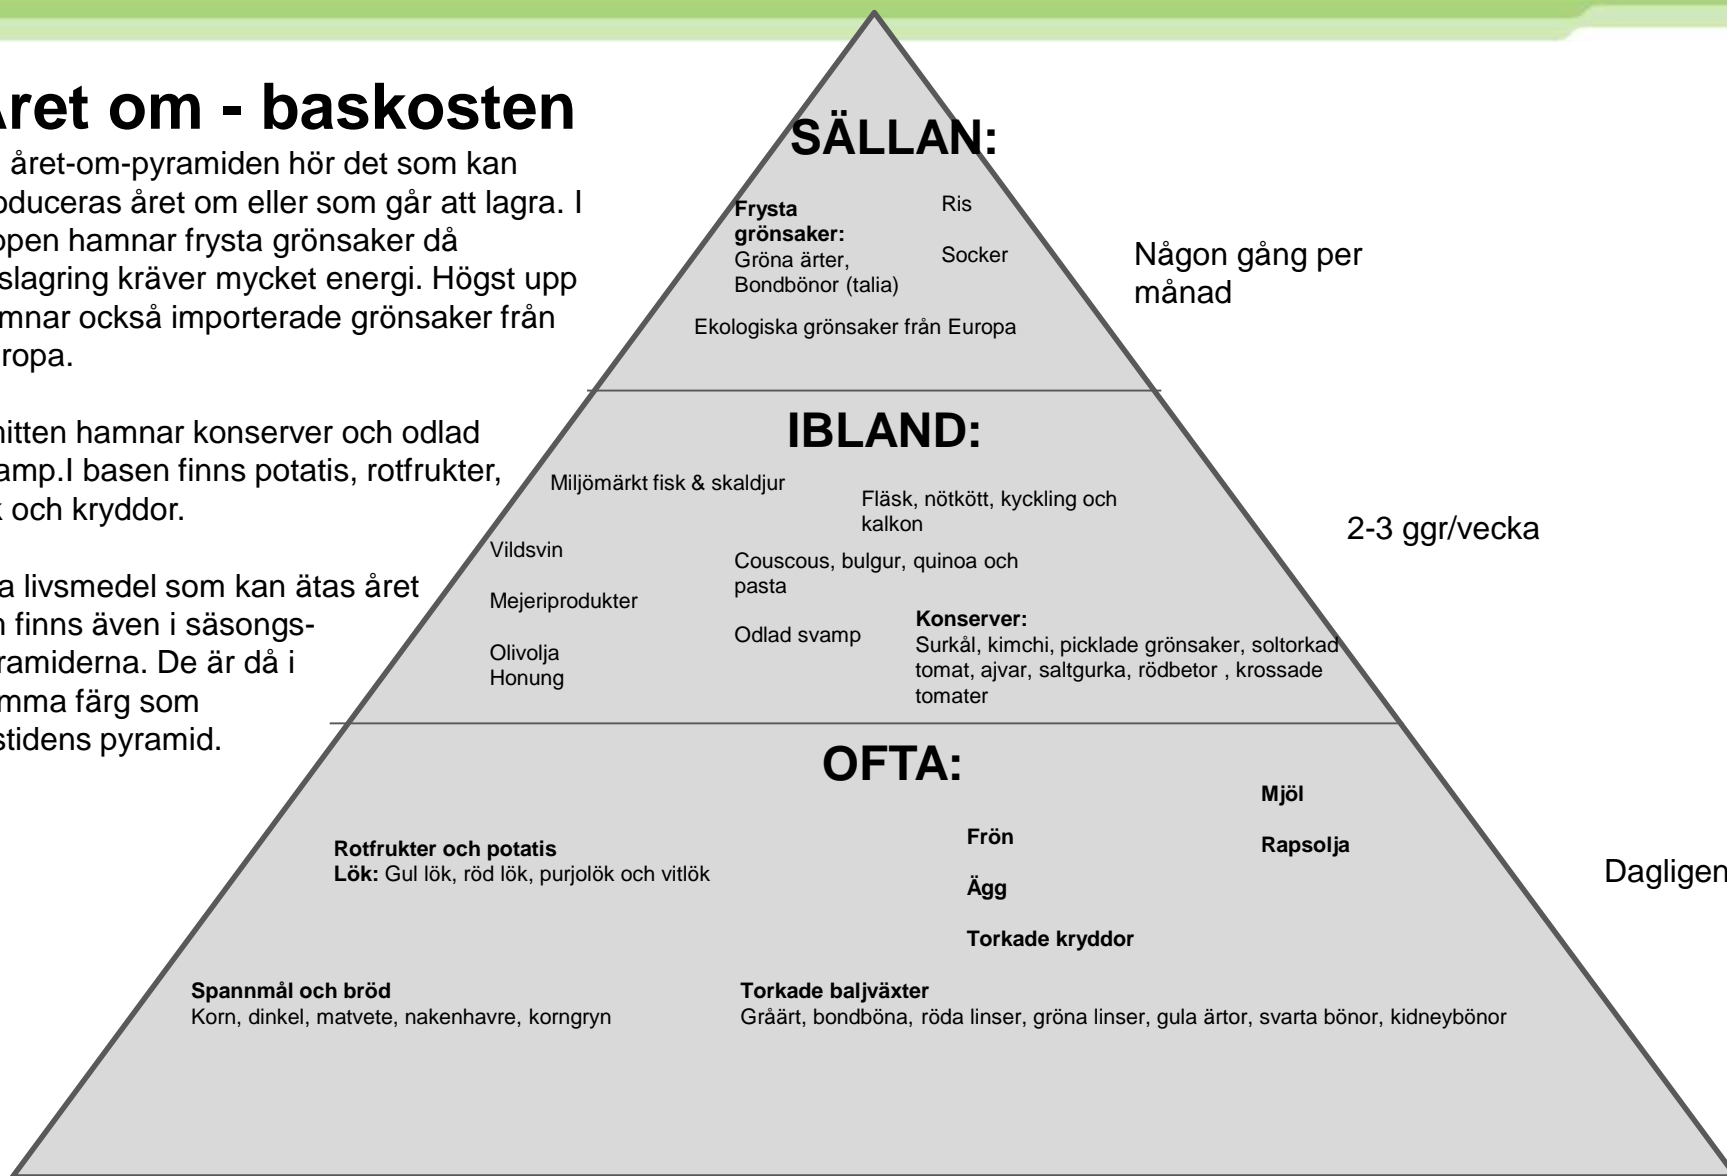 Året om - baskosten
året-om-pyramiden hör det som kan
oduceras året om eller som går att lagra. I
open hamnar frysta grönsaker då
slagring kräver mycket energi. Högst upp
mnar också importerade grönsaker från
ropa.
mitten hamnar konserver och odlad
amp.I basen finns potatis, rotfrukter,
k och kryddor.
a livsmedel som kan ätas året
finns även i säsongs-
ramiderna. De är då i
mma färg som
stidens pyramid.
SÄLLAN:
Frysta
grönsaker:
Gröna ärter,
Bondbönor (talia)
Ris
Socker
Ekologiska grönsaker från Europa
Någon gång per
månad
IBLAND:
Miljömärkt fisk & skaldjur
Fläsk, nötkött, kyckling och
kalkon
Vildsvin
Mejeriprodukter
Olivolja
Honung
Couscous, bulgur, quinoa och
pasta
Odlad svamp
Konserver:
Surkål, kimchi, picklade grönsaker, soltorkad
tomat, ajvar, saltgurka, rödbetor , krossade
tomater
2-3 ggr/vecka
OFTA:
Rotfrukter och potatis
Lök: Gul lök, röd lök, purjolök och vitlök
Frön
Ägg
Torkade kryddor
Mjöl
Rapsolja
Dagligen
Spannmål och bröd
Korn, dinkel, matvete, nakenhavre, korngryn
Torkade baljväxter
Gråärt, bondböna, röda linser, gröna linser, gula ärtor, svarta bönor, kidneybönor